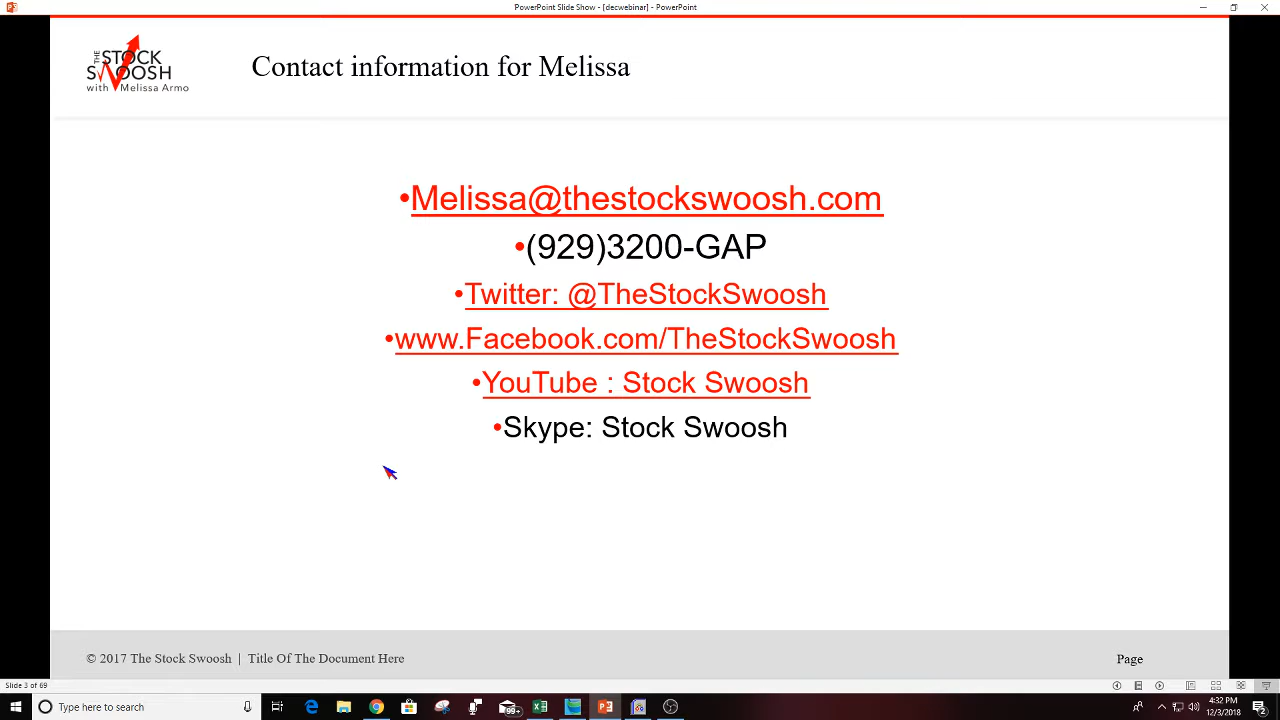 PowerPoint Slide Show - [decwebinar] - PowerPoint
THE STOCK
SWOOSH
with Melissa Armo
Contact information for Melissa
•Melissa@thestockswoosh.com
•(929)3200-GAP
•Twitter: @TheStockSwoosh
•www.Facebook.com/TheStockSwoosh
•YouTube : Stock Swoosh
•Skype: Stock Swoosh
© 2017 The Stock Swoosh | Title Of The Document Here
Page
Slide 3 of 69
Type here to search
99+
4:32 PM
12/3/2018
2